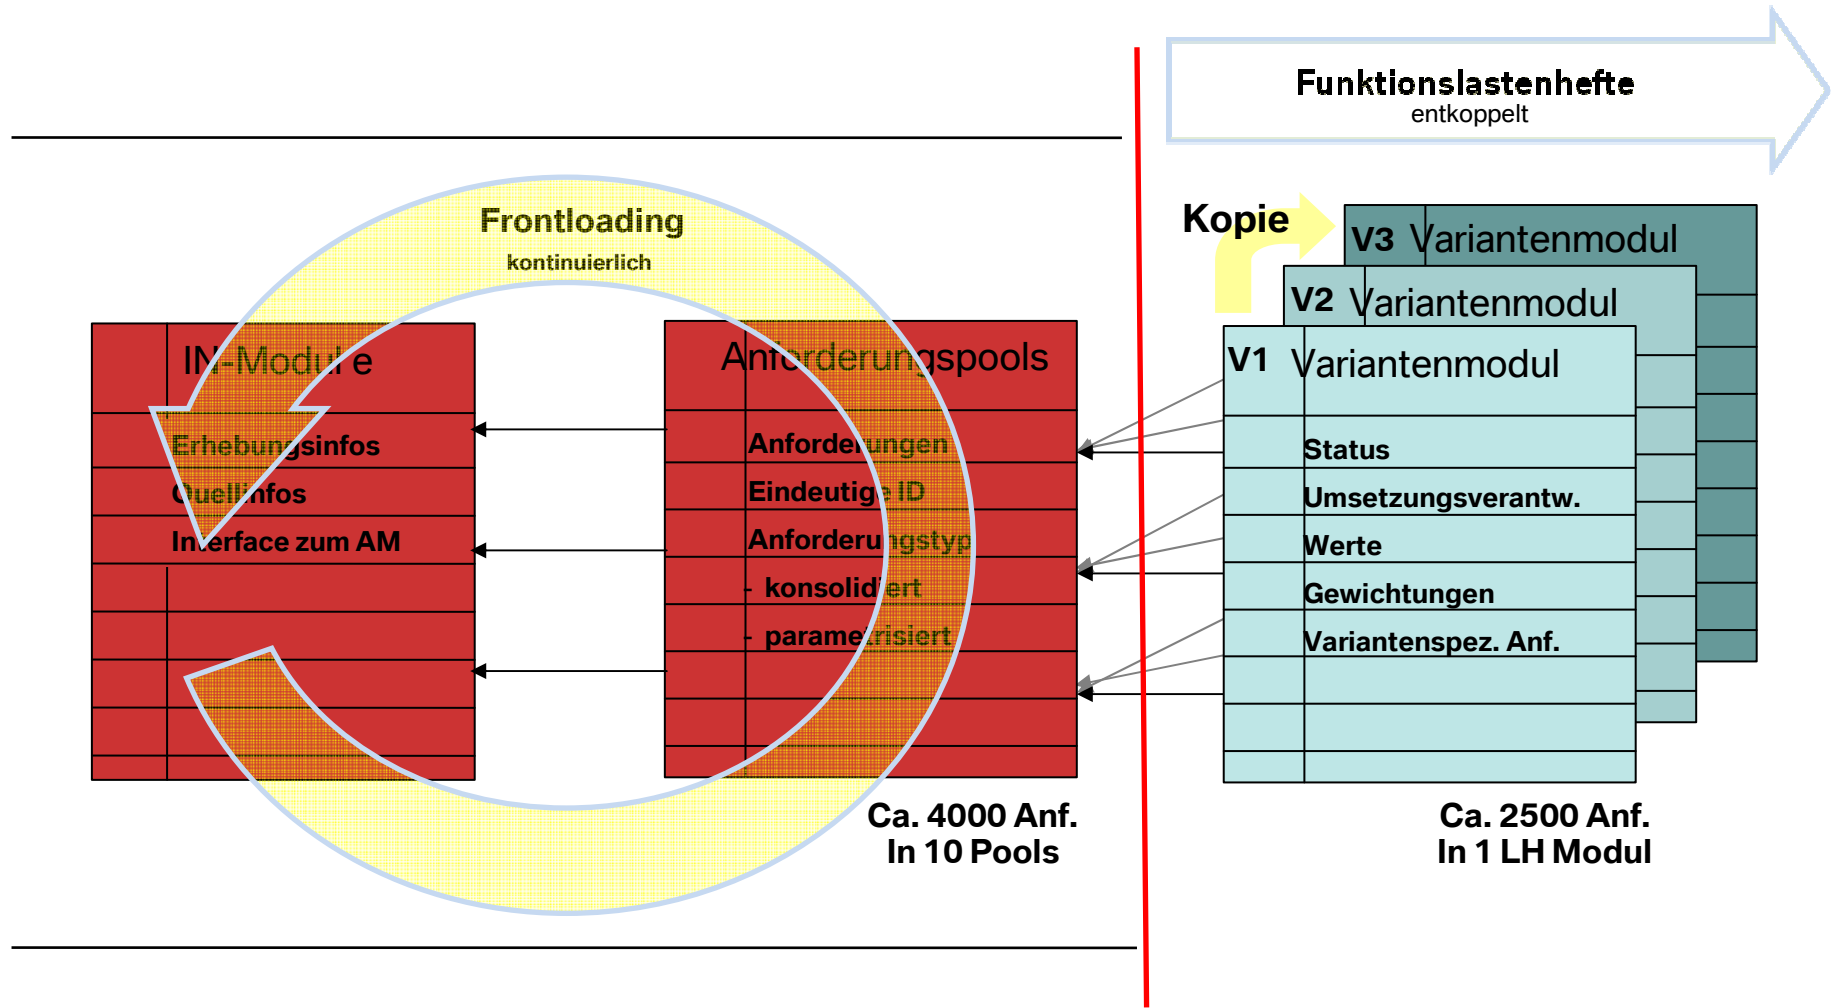 Funktionslastenhefte
entkoppelt
Frontloading
kontinuierlich
Kopie
V3 Variantenmodul
V2 Variantenmodul
V1 Variantenmodul
IN-Module
Anforderungspools
Erhebungsinfos
Quellinfos
Interface zum AM
Anforderungen
Eindeutige ID
Anforderungstyp
- konsolidiert
- parametrisiert
Status
Umsetzungsverantw.
Werte
Gewichtungen
Variantenspez. Anf.
Ca. 4000 Anf.
In 10 Pools
Ca. 2500 Anf.
In 1 LH Modul